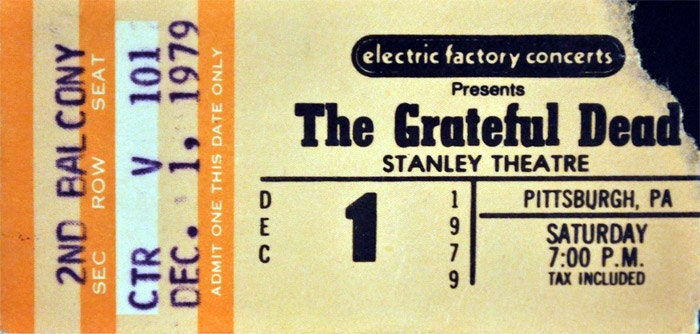 2ND BALCONY
SEC ROW SEAT
CTR V 101
DEC. 1, 1979
ADMIT ONE THIS DATE ONLY
electric factory concerts
Presents
The Grateful Dead
STANLEY THEATRE
DEC
1
1979
PITTSBURGH, PA
SATURDAY
7:00 P.M.
TAX INCLUDED